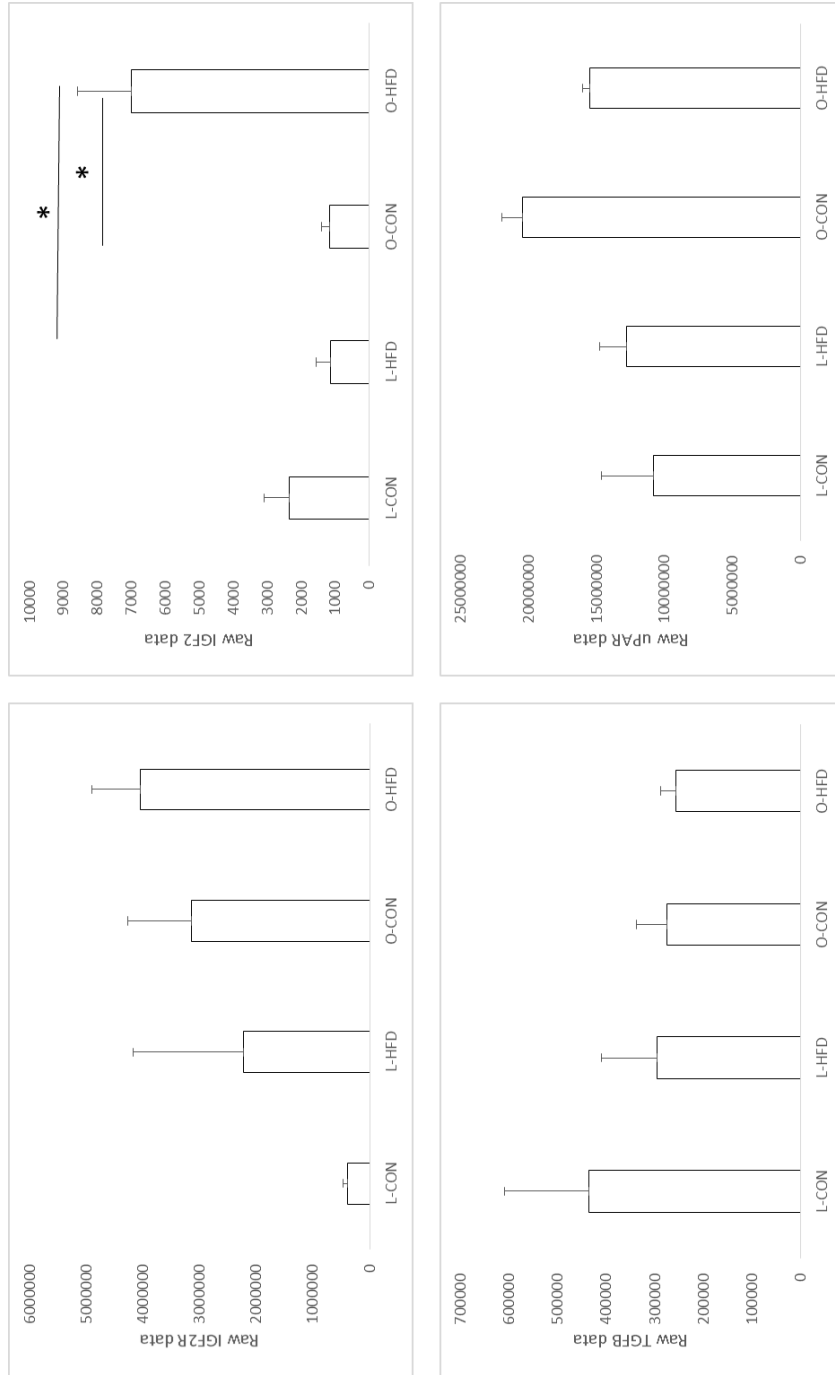 Raw IGF2R data
6000000
5000000
4000000
3000000
2000000
1000000
0
L-CON
L-HFD
O-CON
O-HFD
Raw IGF2 data
10000
9000
8000
7000
6000
5000
4000
3000
2000
1000
0
*
*
L-CON
L-HFD
O-CON
O-HFD
Raw TGFB data
700000
600000
500000
400000
300000
200000
100000
0
L-CON
L-HFD
O-CON
O-HFD
Raw uPAR data
25000000
20000000
15000000
10000000
5000000
0
L-CON
L-HFD
O-CON
O-HFD